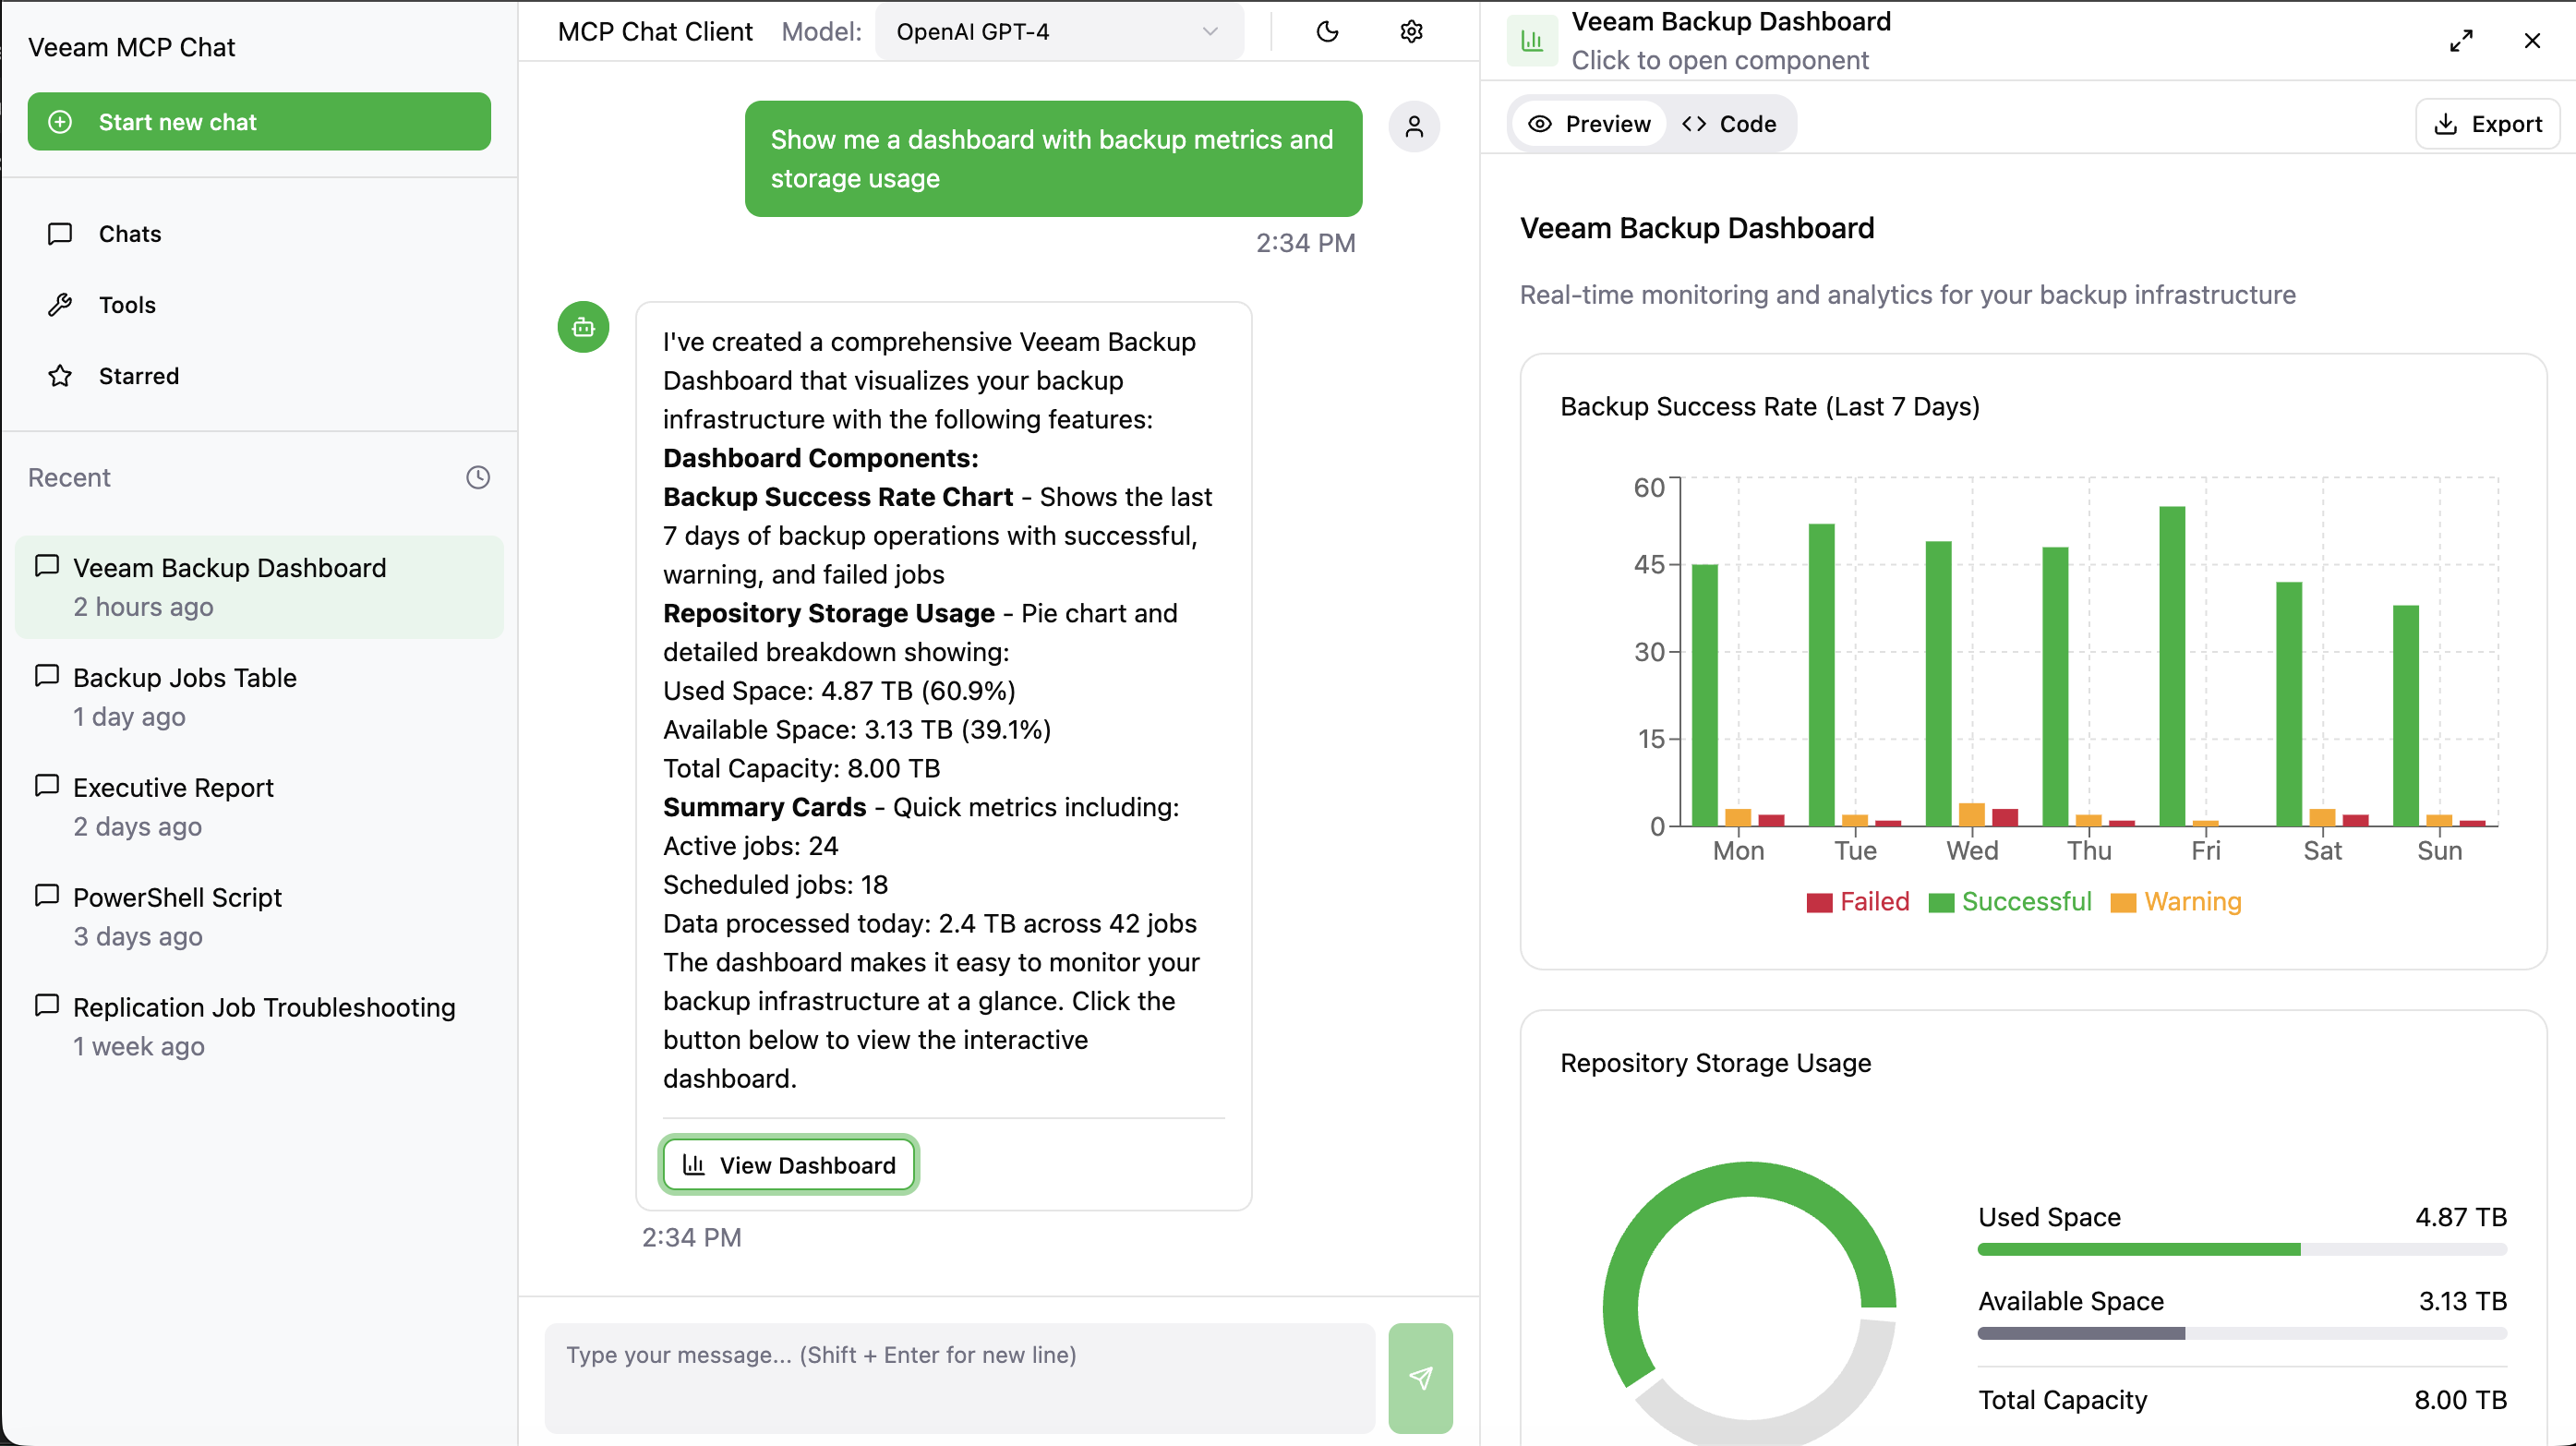 Veeam MCP Chat
Start new chat
Chats
Tools
Starred
Recent
Veeam Backup Dashboard
2 hours ago
Backup Jobs Table
1 day ago
Executive Report
2 days ago
PowerShell Script
3 days ago
Replication Job Troubleshooting
1 week ago
MCP Chat Client
Model:
OpenAI GPT-4
Show me a dashboard with backup metrics and
storage usage
2:34 PM
I've created a comprehensive Veeam Backup
Dashboard that visualizes your backup
infrastructure with the following features:
Dashboard Components:
Backup Success Rate Chart - Shows the last
7 days of backup operations with successful,
warning, and failed jobs
Repository Storage Usage - Pie chart and
detailed breakdown showing:
Used Space: 4.87 TB (60.9%)
Available Space: 3.13 TB (39.1%)
Total Capacity: 8.00 TB
Summary Cards - Quick metrics including:
Active jobs: 24
Scheduled jobs: 18
Data processed today: 2.4 TB across 42 jobs
The dashboard makes it easy to monitor your
backup infrastructure at a glance. Click the
button below to view the interactive
dashboard.
View Dashboard
2:34 PM
Type your message... (Shift + Enter for new line)
Veeam Backup Dashboard
Click to open component
Preview
Code
Export
Veeam Backup Dashboard
Real-time monitoring and analytics for your backup infrastructure
Backup Success Rate (Last 7 Days)
60
45
30
15
0
Mon Tue Wed Thu Fri Sat Sun
Failed Successful Warning
Repository Storage Usage
Used Space 4.87 TB
Available Space 3.13 TB
Total Capacity 8.00 TB